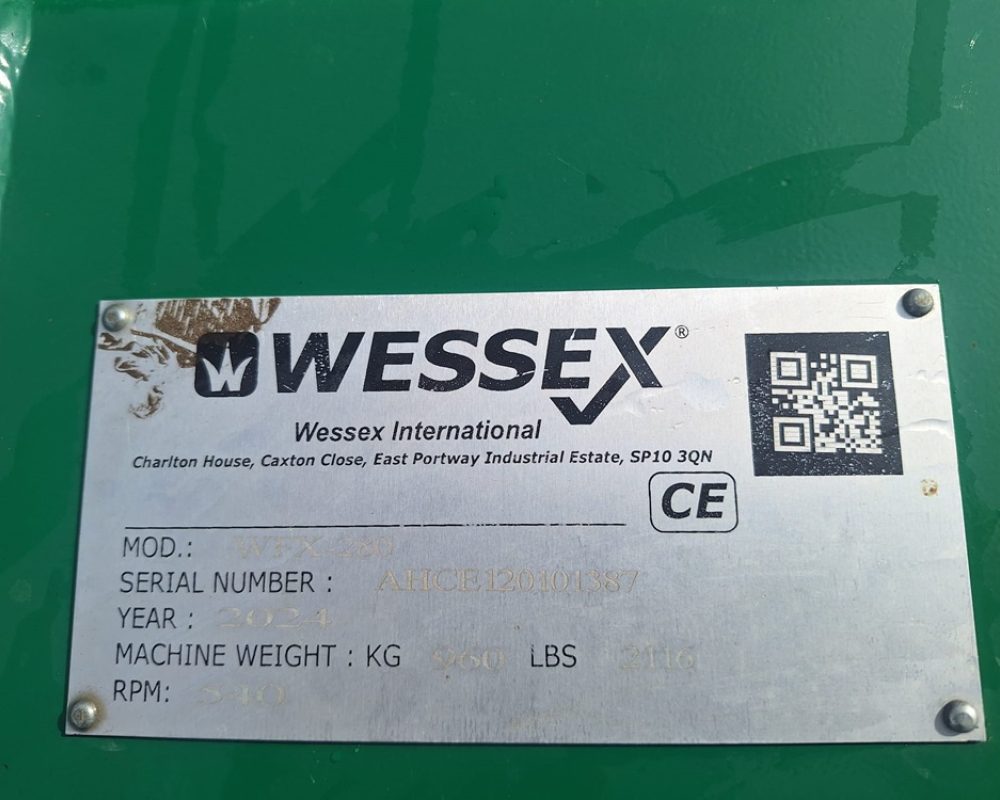 WESSEX®
Wessex International
Charlton House, Caxton Close, East Portway Industrial Estate, SP10 3QN
CE
MOD.: WFX-280
SERIAL NUMBER : AHCE120101387
YEAR : 2024
MACHINE WEIGHT : KG 960 LBS 2116
RPM: 540